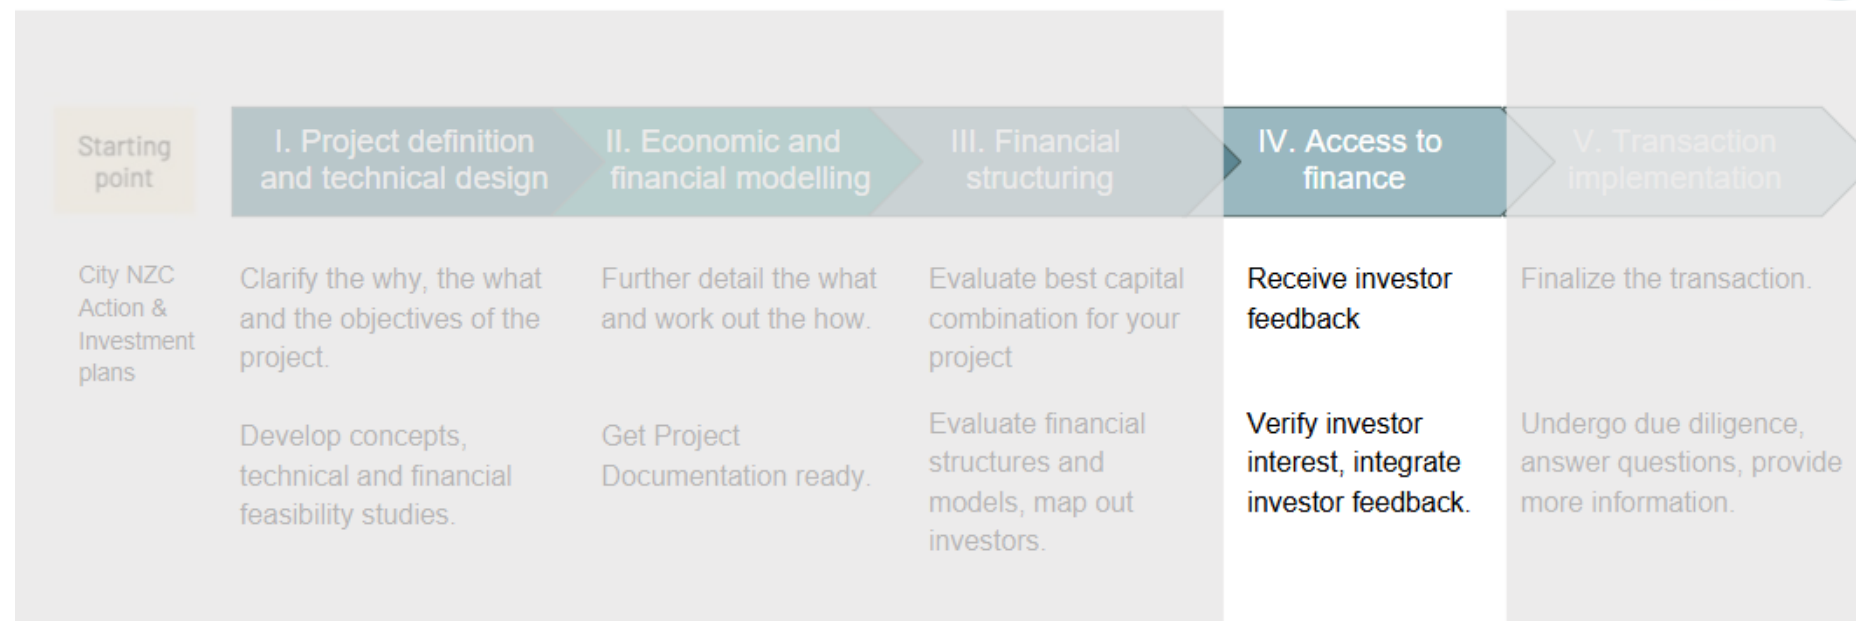 Starting
point
I. Project definition
and technical design
II. Economic and
financial modelling
III. Financial
structuring
IV. Access to
finance
V. Transaction
implementation
City NZC
Action &
Investment
plans
Clarify the why, the what
and the objectives of the
project.
Develop concepts,
technical and financial
feasibility studies.
Further detail the what
and work out the how.
Get Project
Documentation ready.
Evaluate best capital
combination for your
project
Evaluate financial
structures and
models, map out
investors.
Receive investor
feedback
Verify investor
interest, integrate
investor feedback.
Finalize the transaction.
Undergo due diligence,
answer questions, provide
more information.